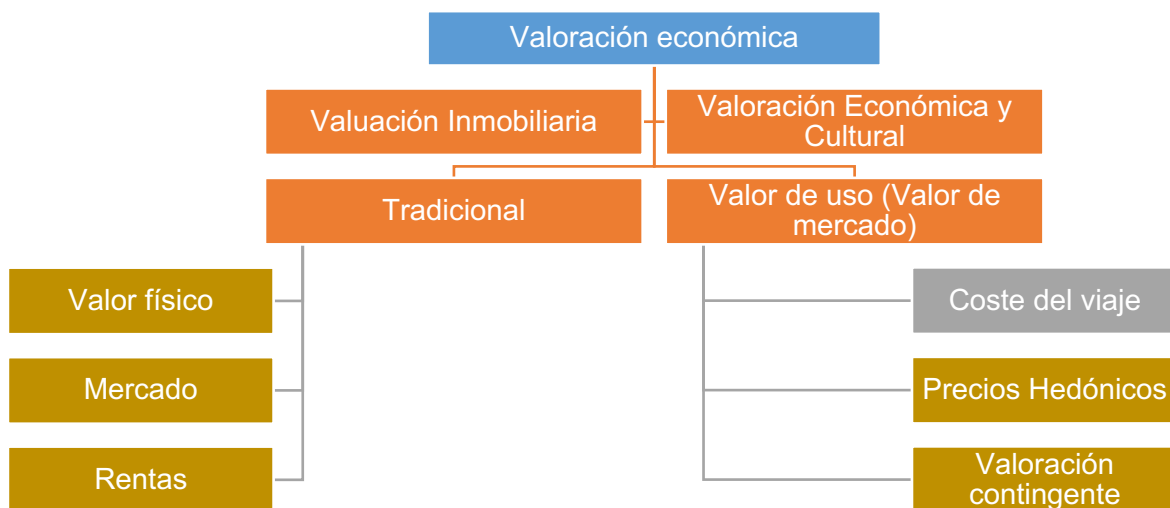 Valoración económica
Valuación Inmobiliaria
Valoración Económica y
Cultural
Tradicional
Valor de uso (Valor de
mercado)
Valor físico
Coste del viaje
Mercado
Precios Hedónicos
Rentas
Valoración
contingente